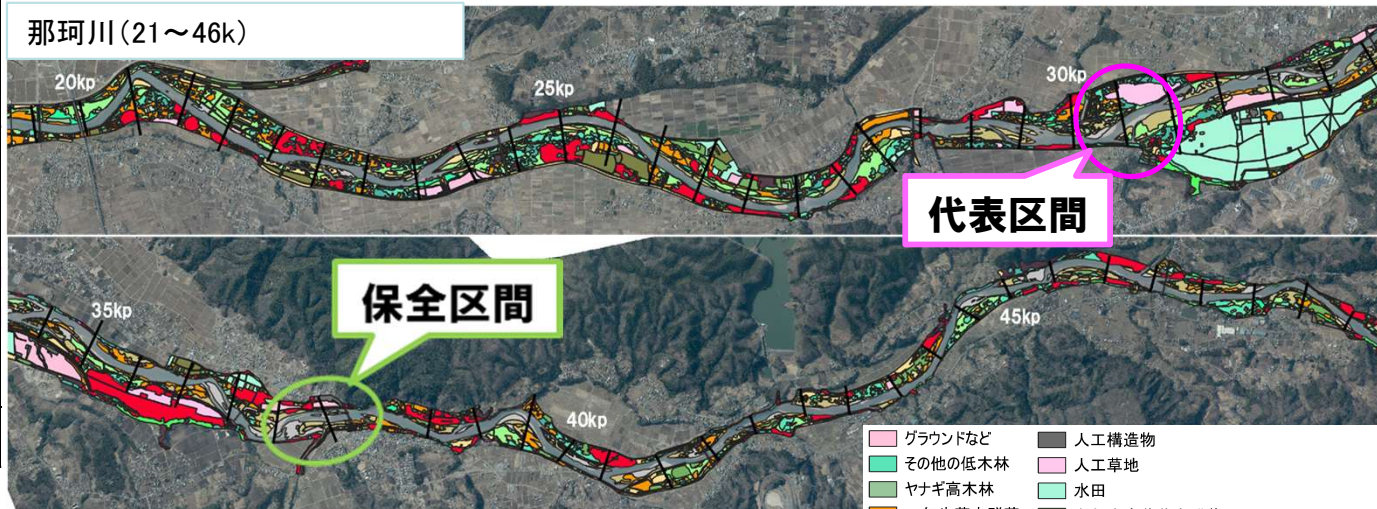 那珂川(21～46k)
20kp
25kp
30kp
代表区間
保全区間
35kp
40kp
45kp
グラウンドなど
人工構造物
その他の低木林
人工草地
ヤナギ高木林
水田